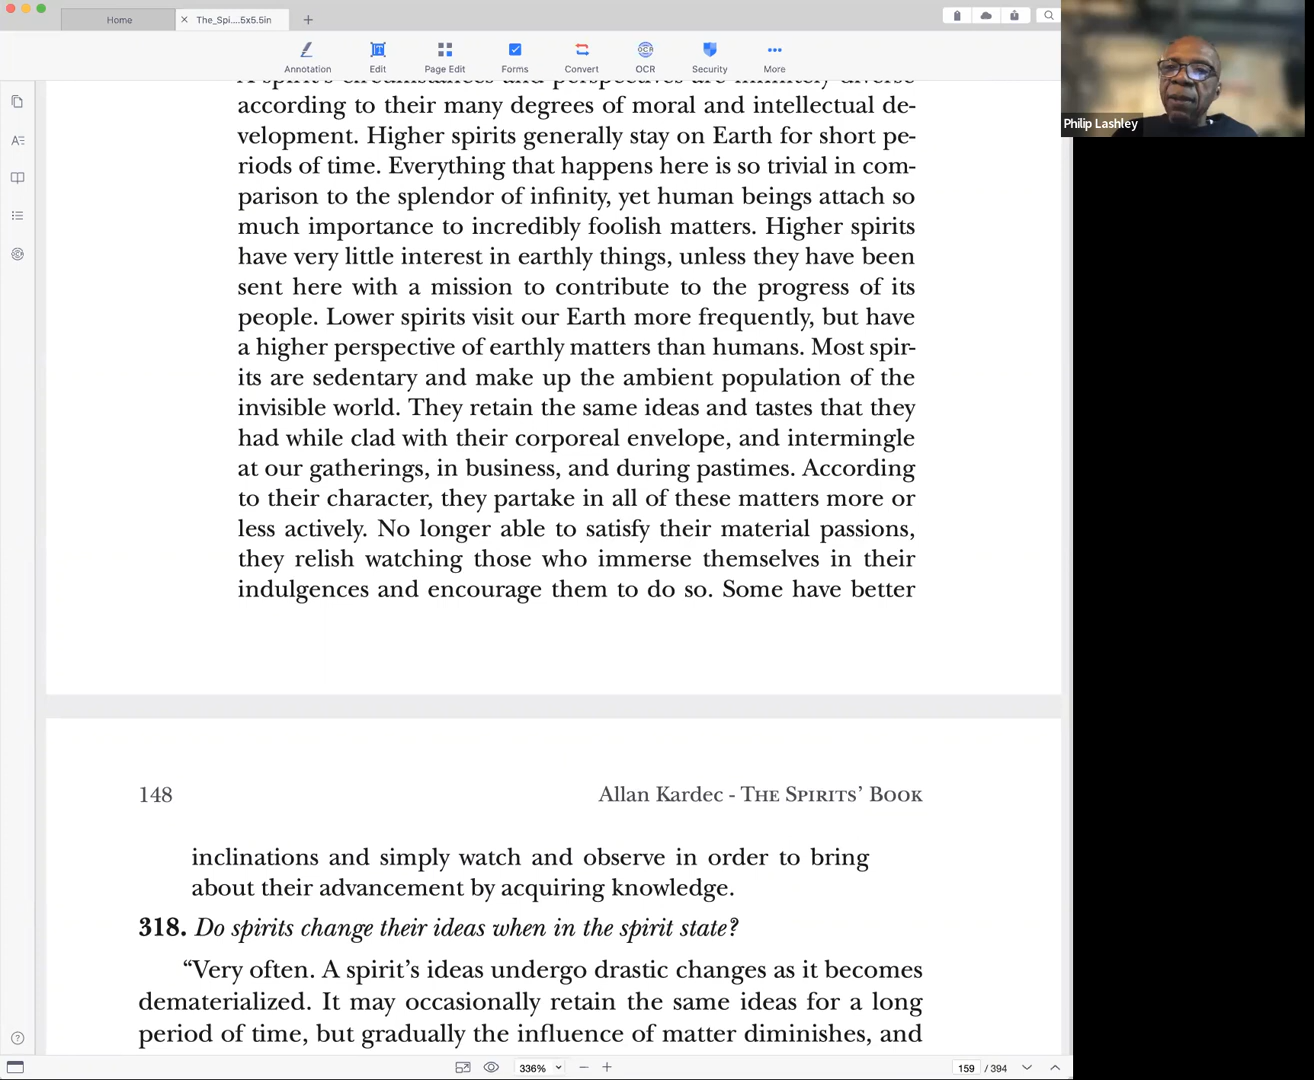 Home
The_Spi....5x5.5in
Annotation
Edit
Page Edit
Forms
Convert
OCR
Security
More
Philip Lashley
A spirit's circumstances and perspectives are infinitely diverse
according to their many degrees of moral and intellectual de-
velopment. Higher spirits generally stay on Earth for short pe-
riods of time. Everything that happens here is so trivial in com-
parison to the splendor of infinity, yet human beings attach so
much importance to incredibly foolish matters. Higher spirits
have very little interest in earthly things, unless they have been
sent here with a mission to contribute to the progress of its
people. Lower spirits visit our Earth more frequently, but have
a higher perspective of earthly matters than humans. Most spir-
its are sedentary and make up the ambient population of the
invisible world. They retain the same ideas and tastes that they
had while clad with their corporeal envelope, and intermingle
at our gatherings, in business, and during pastimes. According
to their character, they partake in all of these matters more or
less actively. No longer able to satisfy their material passions,
they relish watching those who immerse themselves in their
indulgences and encourage them to do so. Some have better
148
Allan Kardec - THE SPIRITS' BOOK
inclinations and simply watch and observe in order to bring
about their advancement by acquiring knowledge.
318. Do spirits change their ideas when in the spirit state?
“Very often. A spirit's ideas undergo drastic changes as it becomes
dematerialized. It may occasionally retain the same ideas for a long
period of time, but gradually the influence of matter diminishes, and
336%
159 / 394